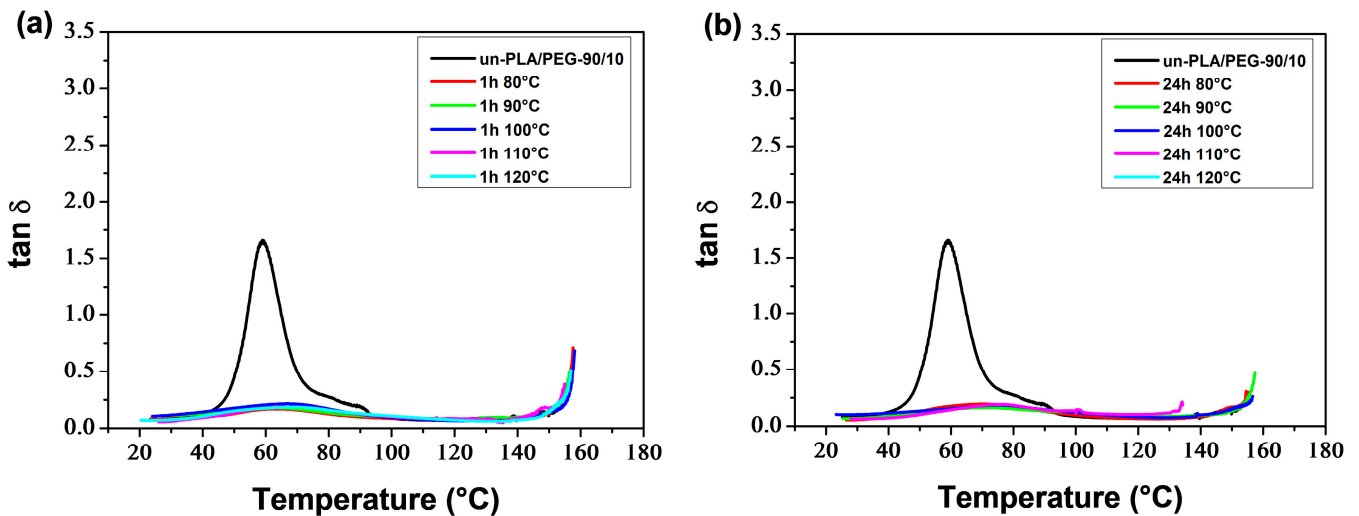 (a)
tan δ
3.5
3.0
2.5
2.0
1.5
1.0
0.5
0.0
un-PLA/PEG-90/10
1h 80°C
1h 90°C
1h 100°C
1h 110°C
1h 120°C
20 40 60 80 100 120 140 160 180
Temperature (°C)
(b)
tan δ
3.5
3.0
2.5
2.0
1.5
1.0
0.5
0.0
un-PLA/PEG-90/10
24h 80°C
24h 90°C
24h 100°C
24h 110°C
24h 120°C
20 40 60 80 100 120 140 160 180
Temperature (°C)